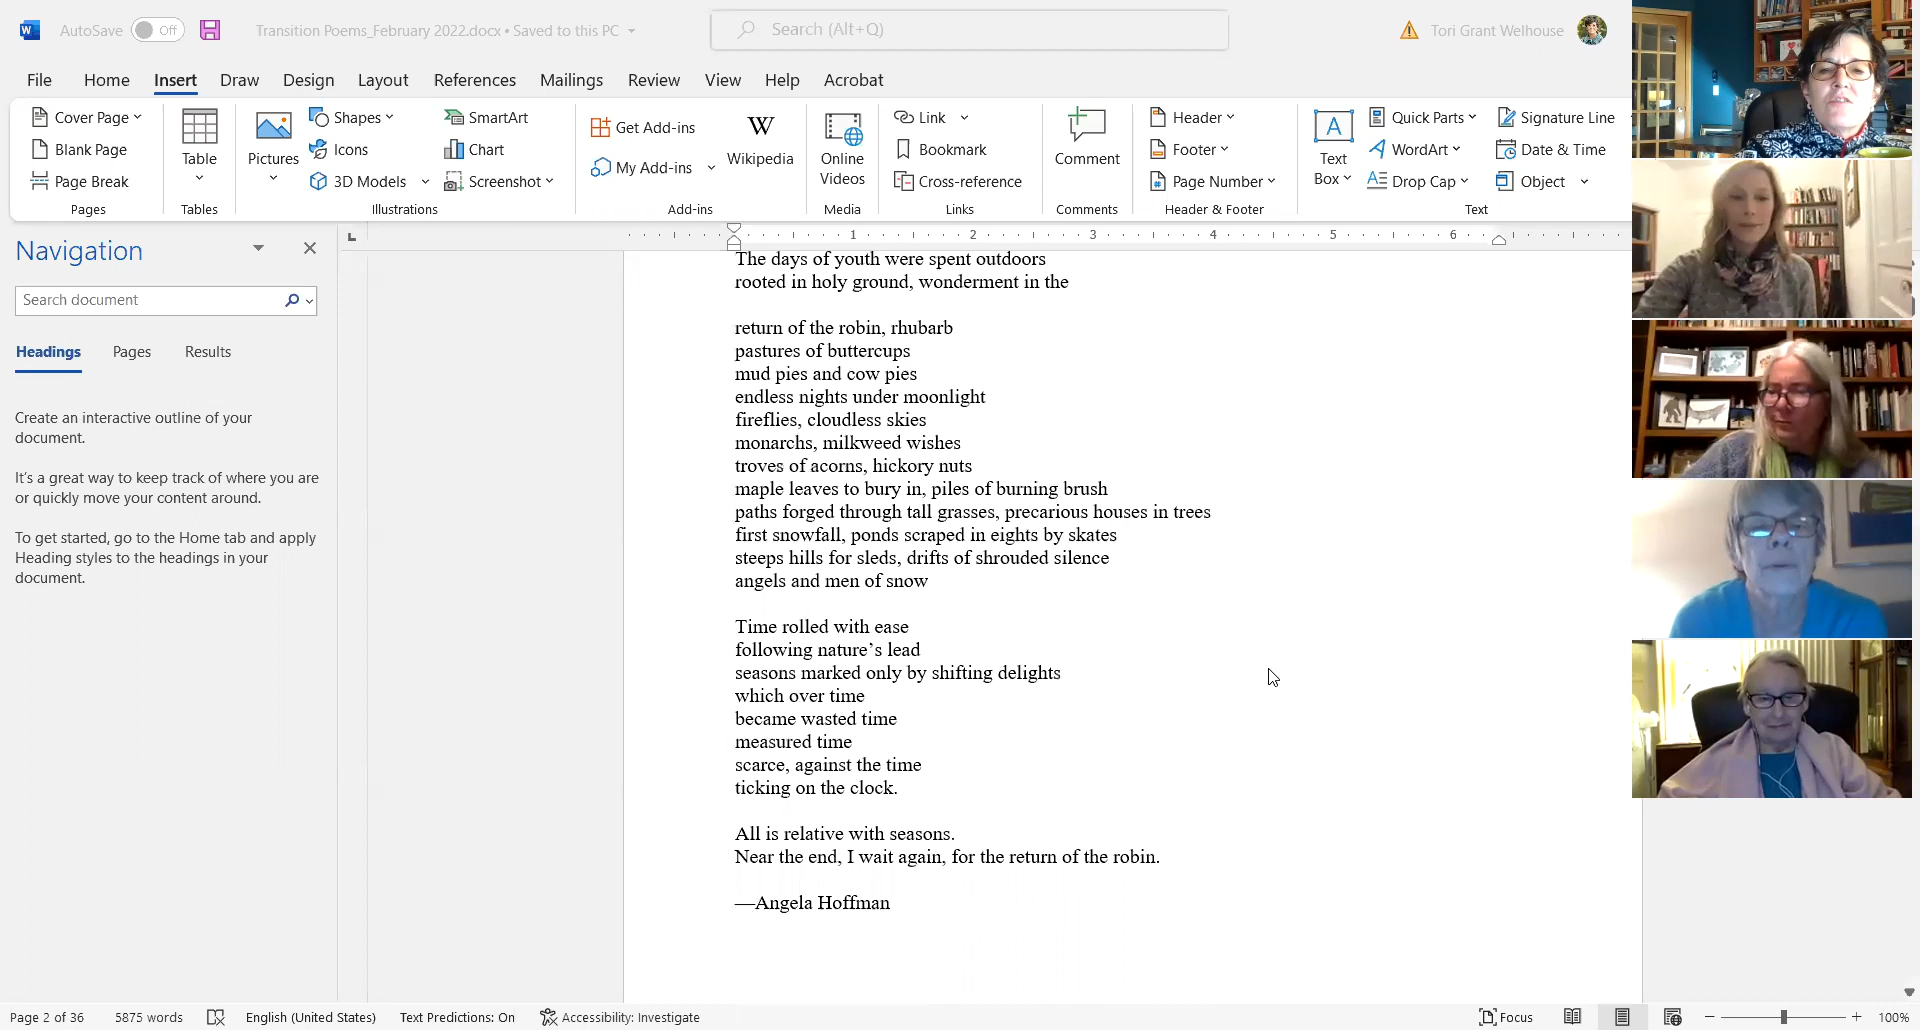 AutoSave Off Transition Poems_February 2022.docx • Saved to this PC Search (Alt+Q) Tori Grant Welhouse
File Home Insert Draw Design Layout References Mailings Review View Help Acrobat
Cover Page
Blank Page
Page Break
Pages
Table
Tables
Pictures
Shapes
Icons
3D Models
SmartArt
Chart
Screenshot
Illustrations
Get Add-ins
My Add-ins
W
Wikipedia
Add-ins
Online
Videos
Media
Link
Bookmark
Cross-reference
Links
Comment
Comments
Header
Footer
Page Number
Header & Footer
A
Text
Box
Quick Parts
WordArt
Drop Cap
Signature Line
Date & Time
Object
Text
1 2 3 4 5 6
Navigation
Search document
Headings Pages Results
Create an interactive outline of your
document.
It's a great way to keep track of where you are
or quickly move your content around.
To get started, go to the Home tab and apply
Heading styles to the headings in your
document.
The days of youth were spent outdoors
rooted in holy ground, wonderment in the
return of the robin, rhubarb
pastures of buttercups
mud pies and cow pies
endless nights under moonlight
fireflies, cloudless skies
monarchs, milkweed wishes
troves of acorns, hickory nuts
maple leaves to bury in, piles of burning brush
paths forged through tall grasses, precarious houses in trees
first snowfall, ponds scraped in eights by skates
steeps hills for sleds, drifts of shrouded silence
angels and men of snow
Time rolled with ease
following nature’s lead
seasons marked only by shifting delights
which over time
became wasted time
measured time
scarce, against the time
ticking on the clock.
All is relative with seasons.
Near the end, I wait again, for the return of the robin.
—Angela Hoffman
Page 2 of 36 5875 words English (United States) Text Predictions: On Accessibility: Investigate Focus 100%